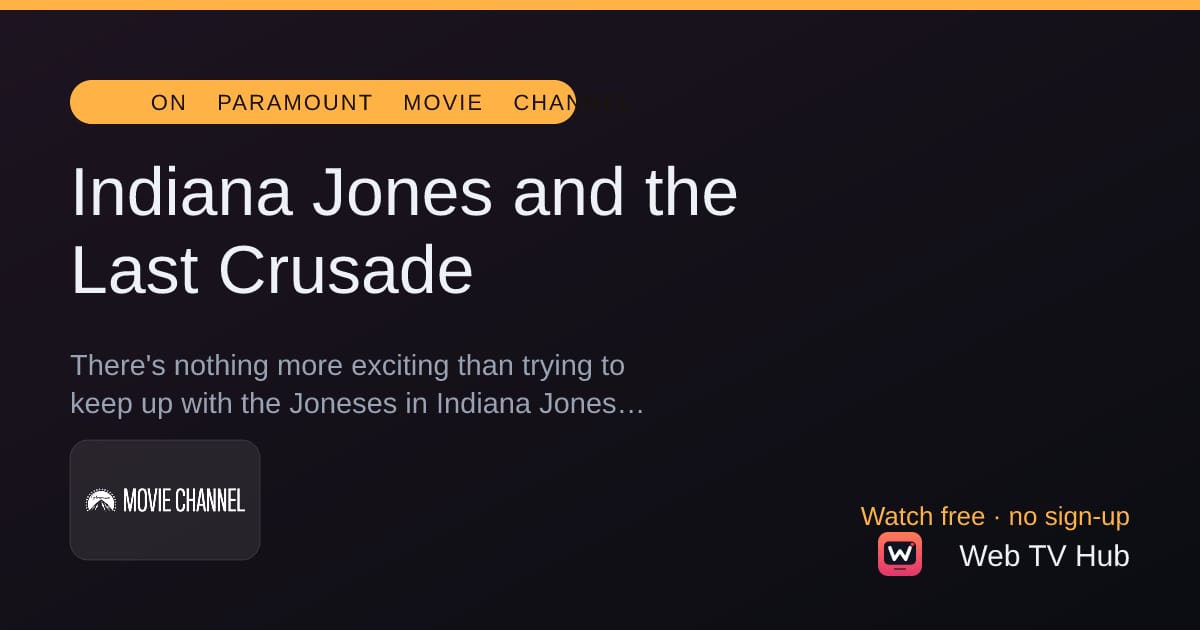 ON PARAMOUNT MOVIE CHANNEL
Indiana Jones and the
Last Crusade
There's nothing more exciting than trying to
keep up with the Joneses in Indiana Jones…
MOVIE CHANNEL
Watch free · no sign-up
W
Web TV Hub